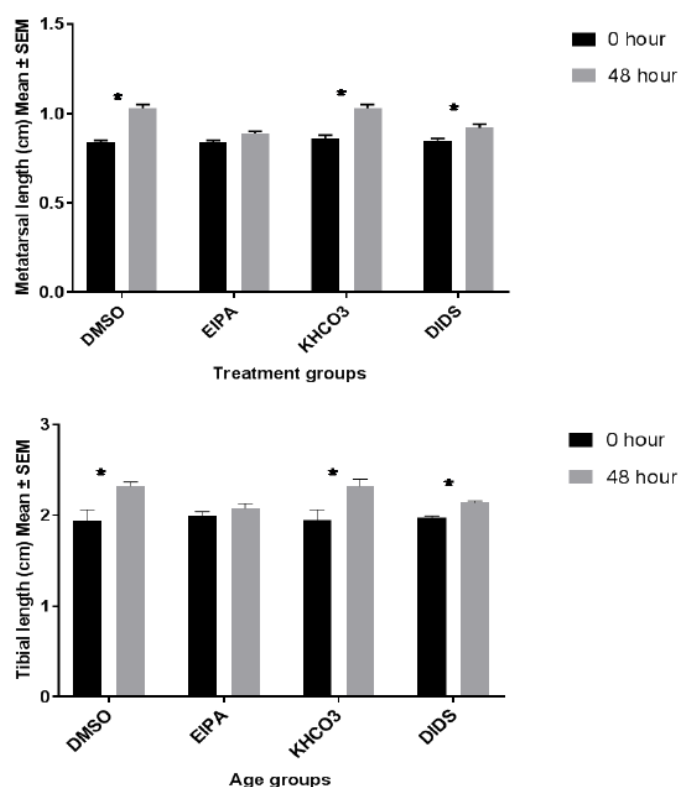 Metatarsal length (cm) Mean ± SEM
1.5
1.0
0.5
0.0
*
*
*
DMSO
EIPA
KHCO3
DIDS
Treatment groups
0 hour
48 hour
Tibial length (cm) Mean ± SEM
3
2
1
0
*
*
*
DMSO
EIPA
KHCO3
DIDS
Age groups
0 hour
48 hour